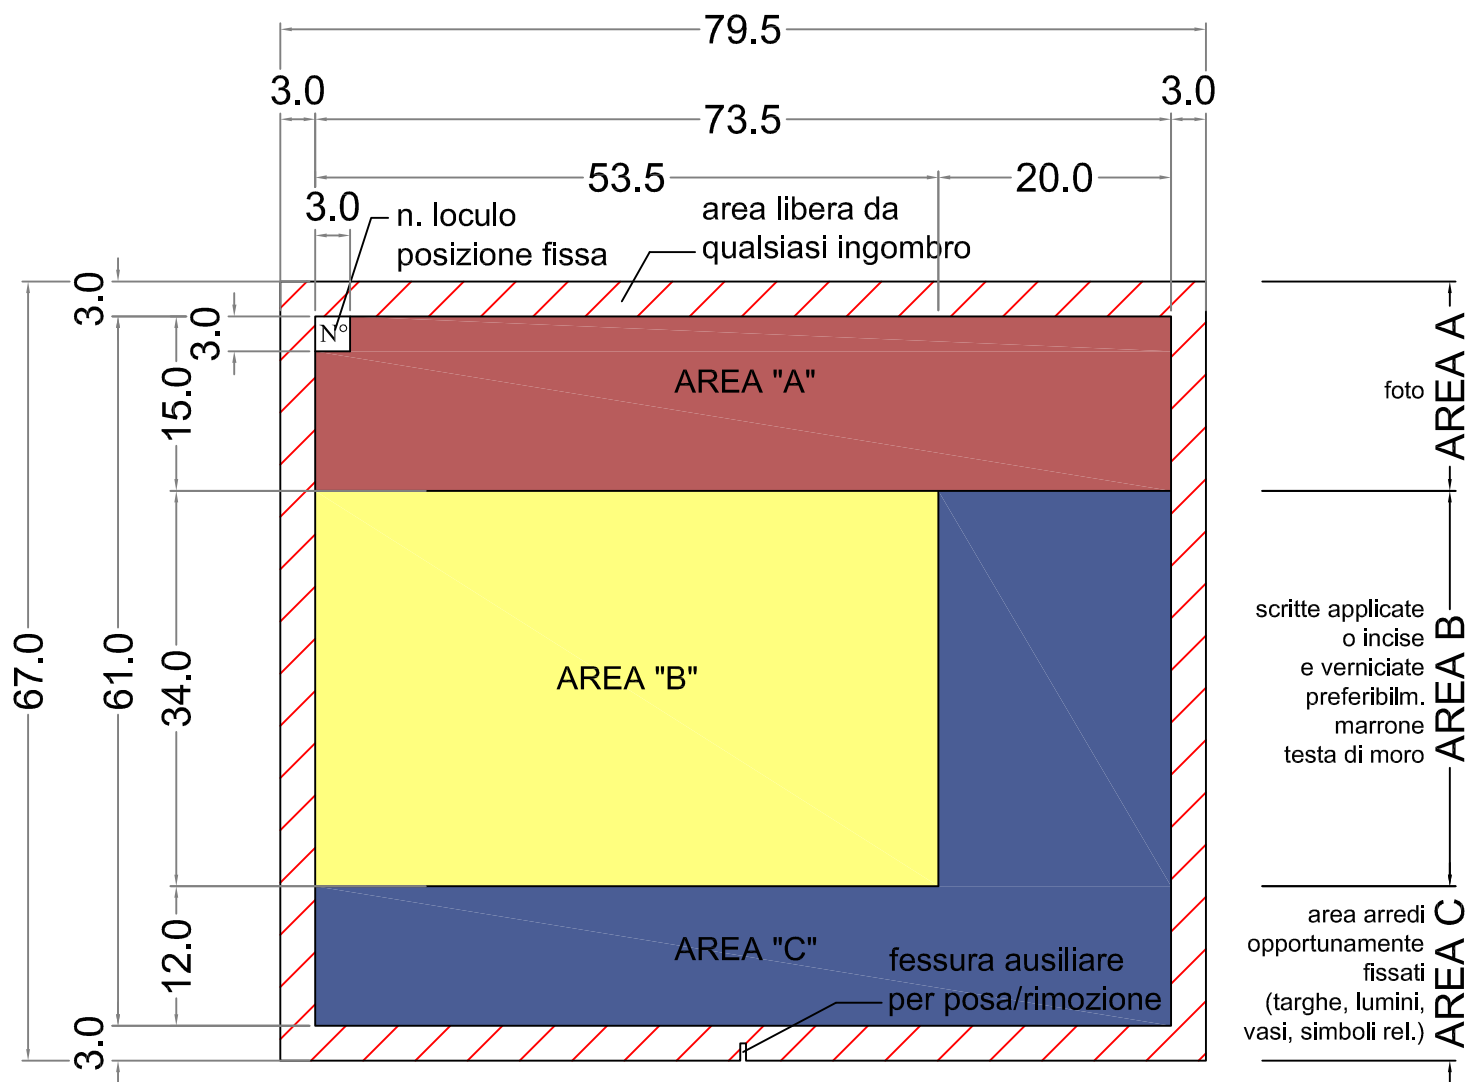 79.5
3.0
3.0
73.5
53.5
20.0
3.0
n. loculo
posizione fissa
area libera da
qualsiasi ingombro
3.0
3.0
N°
15.0
AREA "A"
foto
AREA A
67.0
61.0
34.0
AREA "B"
scritte applicate
o incise
e verniciate
preferibilm.
marrone
testa di moro
AREA B
12.0
AREA "C"
fessura ausiliare
per posa/rimozione
3.0
area arredi
opportunamente
fissati
(targhe, lumini,
vasi, simboli rel.)
AREA C